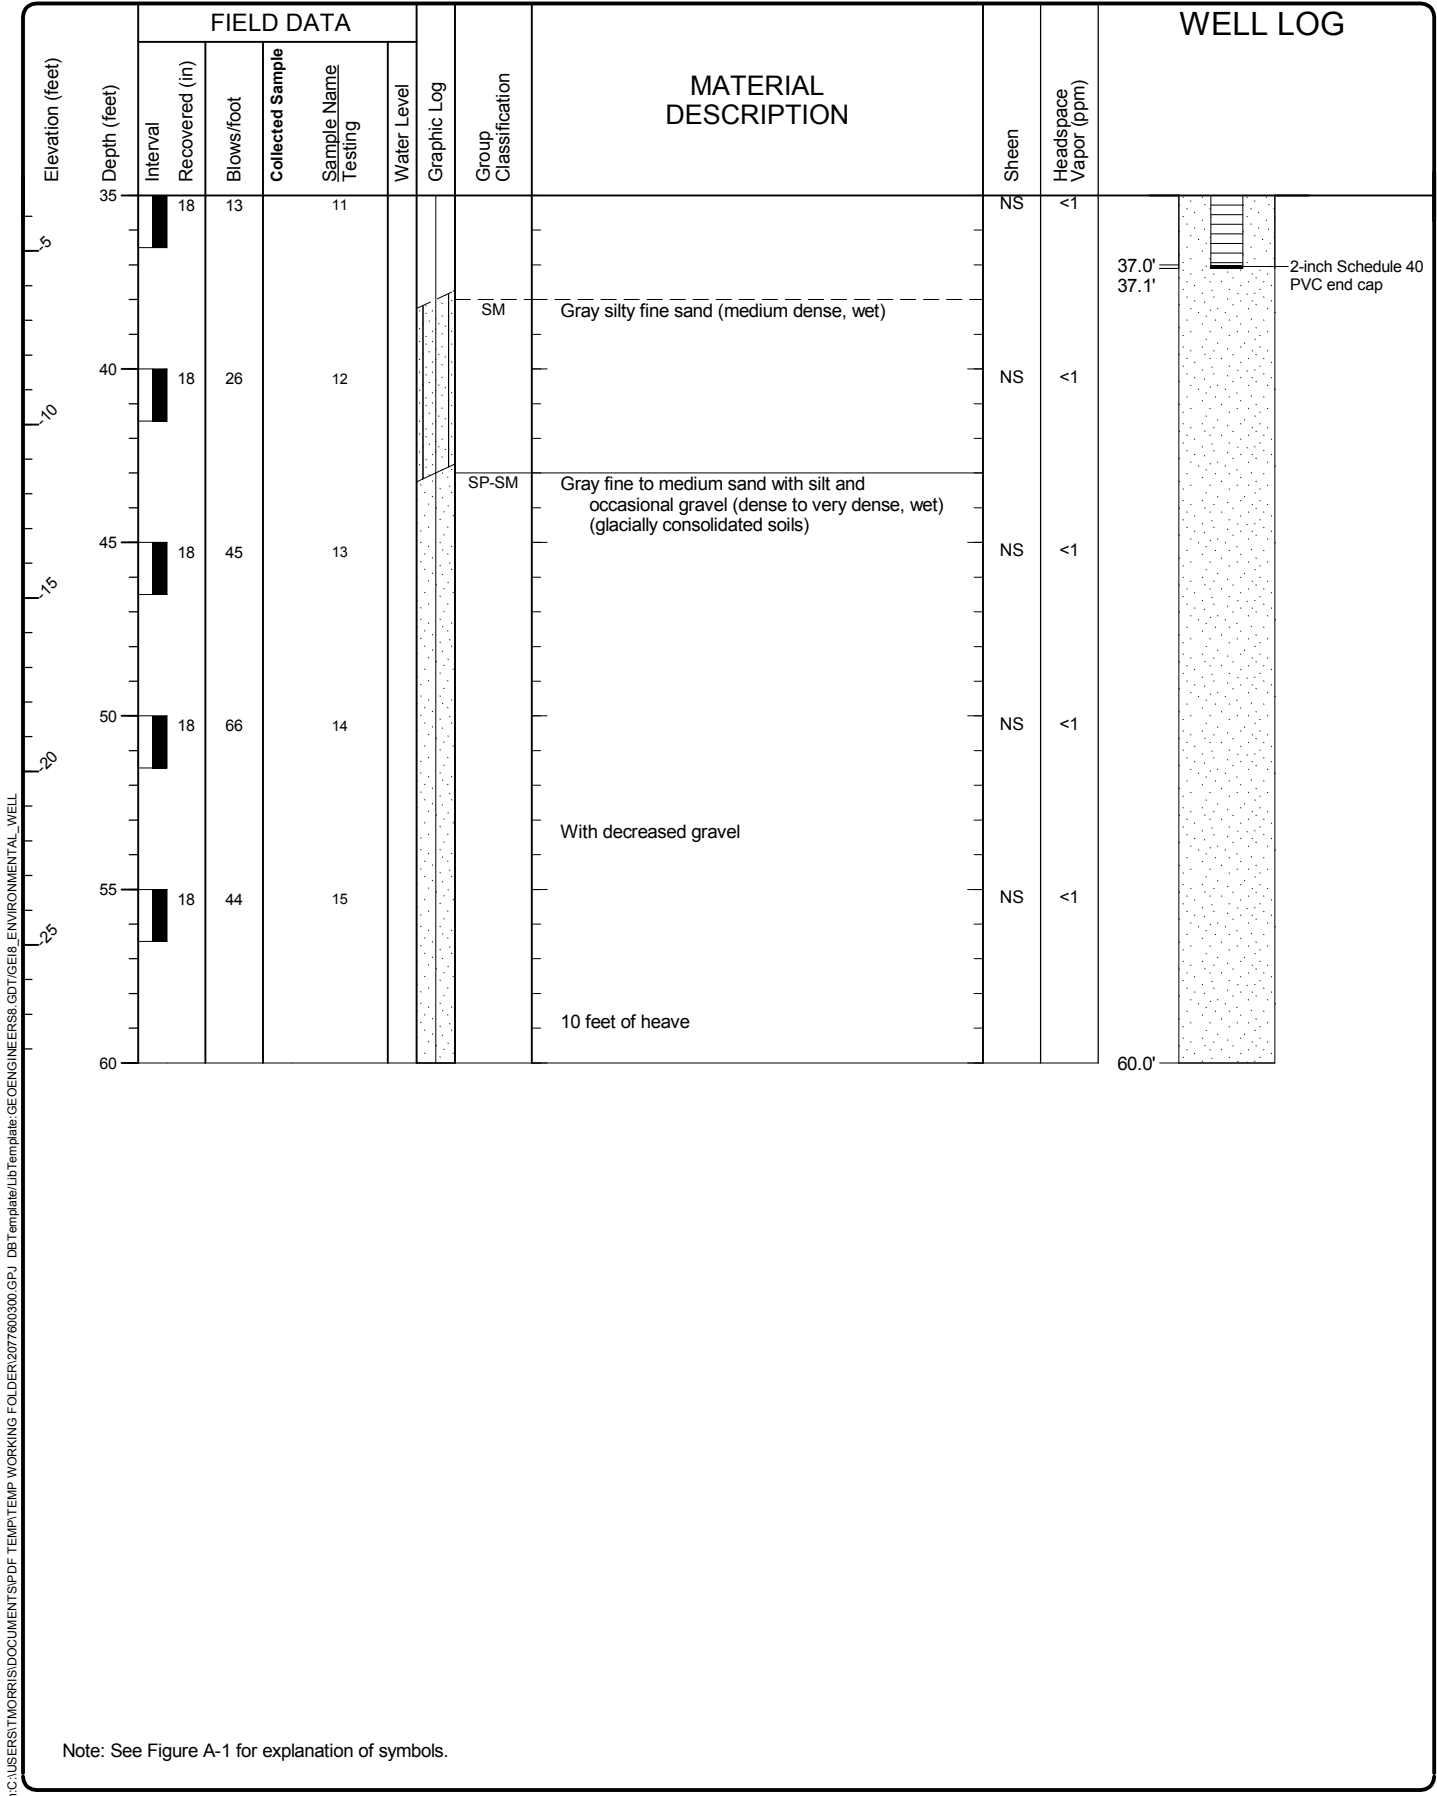 FIELD DATA
WELL LOG
Elevation (feet)
Depth (feet)
Interval
Recovered (in)
Blows/foot
Collected Sample
Sample Name
Testing
Water Level
Graphic Log
Group
Classification
MATERIAL
DESCRIPTION
Sheen
Headspace
Vapor (ppm)
35
18 13 11 NS <1
-5
37.0'
37.1'
2-inch Schedule 40
PVC end cap
SM Gray silty fine sand (medium dense, wet)
40
18 26 12 NS <1
-10
SP-SM Gray fine to medium sand with silt and
occasional gravel (dense to very dense, wet)
(glacially consolidated soils)
45
18 45 13 NS <1
-15
50
18 66 14 NS <1
-20
With decreased gravel
55
18 44 15 NS <1
-25
10 feet of heave
60
60.0'
Note: See Figure A-1 for explanation of symbols.
:C:\USERS\TMORRIS\DOCUMENTS\PDF TEMP\TEMP WORKING FOLDER\2077600300.GPJ DBTemplate/LibTemplate:GEOENGINEERS8.GDT/GEI8_ENVIRONMENTAL_WELL